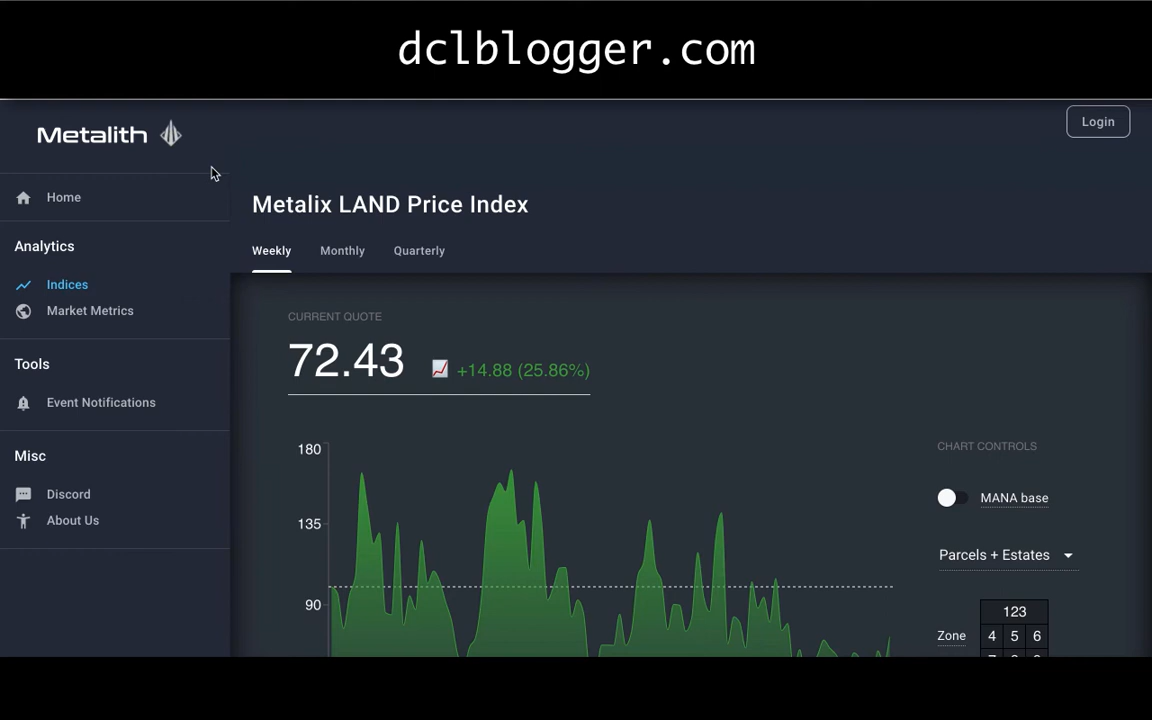 dclblogger.com
Metalith
Login
Home
Metalix LAND Price Index
Analytics
Weekly Monthly Quarterly
Indices
Market Metrics
CURRENT QUOTE
72.43 +14.88 (25.86%)
Tools
Event Notifications
Misc
Discord
About Us
180
135
90
CHART CONTROLS
MANA base
Parcels + Estates
123
Zone 4 5 6